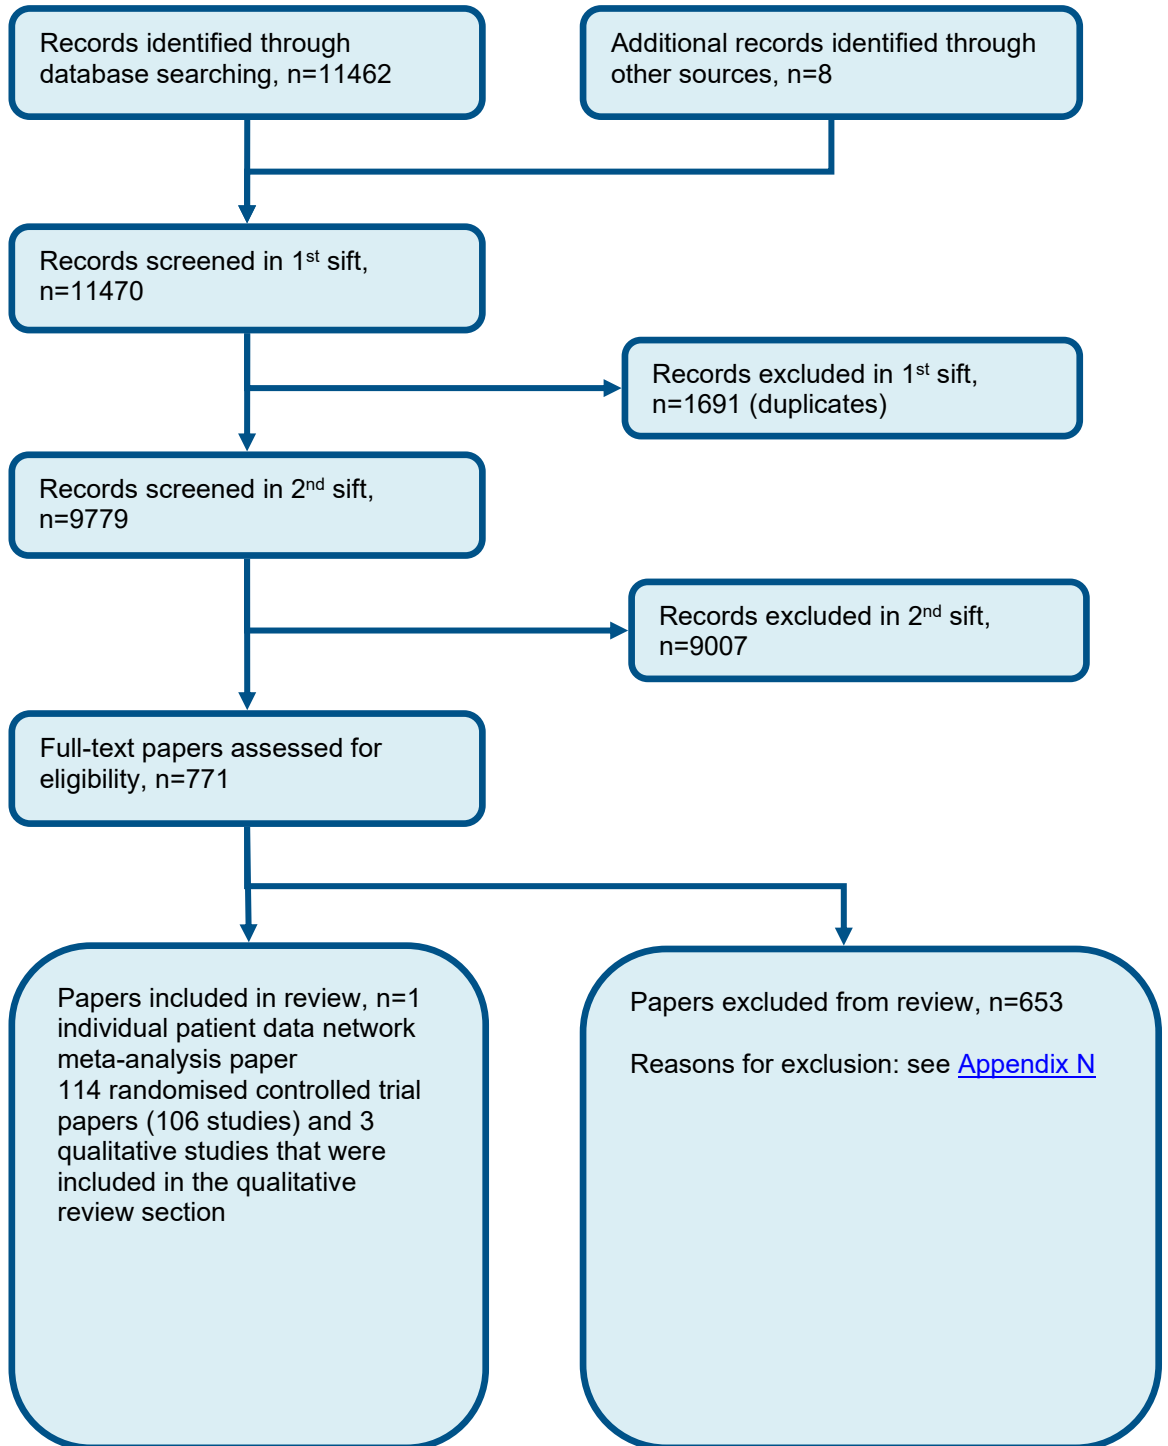 Records identified through
database searching, n=11462
Additional records identified through
other sources, n=8
Records screened in 1st sift,
n=11470
Records excluded in 1st sift,
n=1691 (duplicates)
Records screened in 2nd sift,
n=9779
Records excluded in 2nd sift,
n=9007
Full-text papers assessed for
eligibility, n=771
Papers included in review, n=1
individual patient data network
meta-analysis paper
114 randomised controlled trial
papers (106 studies) and 3
qualitative studies that were
included in the qualitative
review section
Papers excluded from review, n=653
Reasons for exclusion: see Appendix N